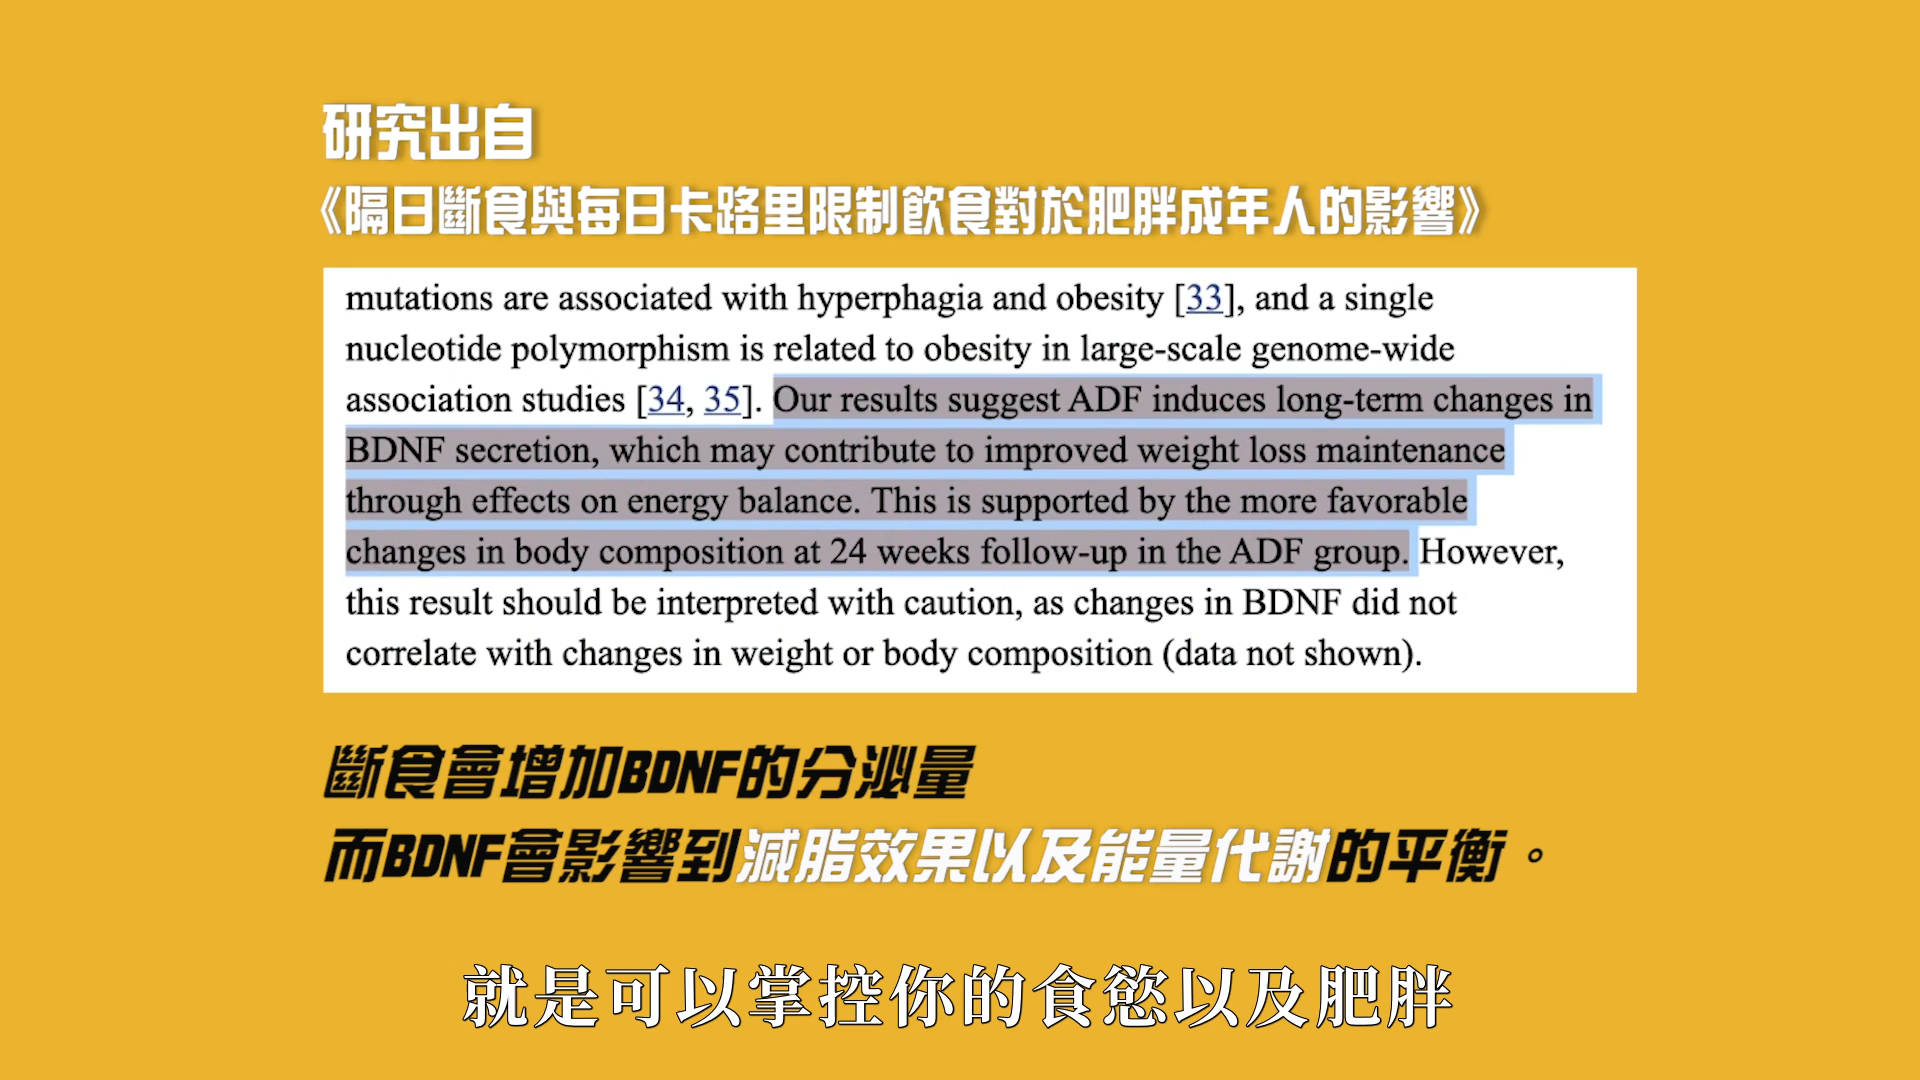 研究出自
《隔日斷食與每日卡路里限制飲食對於肥胖成年人的影響》
mutations are associated with hyperphagia and obesity [33], and a single
nucleotide polymorphism is related to obesity in large-scale genome-wide
association studies [34, 35]. Our results suggest ADF induces long-term changes in
BDNF secretion, which may contribute to improved weight loss maintenance
through effects on energy balance. This is supported by the more favorable
changes in body composition at 24 weeks follow-up in the ADF group. However,
this result should be interpreted with caution, as changes in BDNF did not
correlate with changes in weight or body composition (data not shown).
斷食會增加BDNF的分泌量
而BDNF會影響到減脂效果以及能量代謝的平衡。
就是可以掌控你的食慾以及肥胖